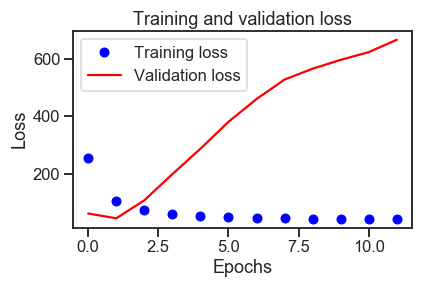 Training and validation loss
Training loss
Validation loss
600
400
200
Loss
0.0 2.5 5.0 7.5 10.0
Epochs